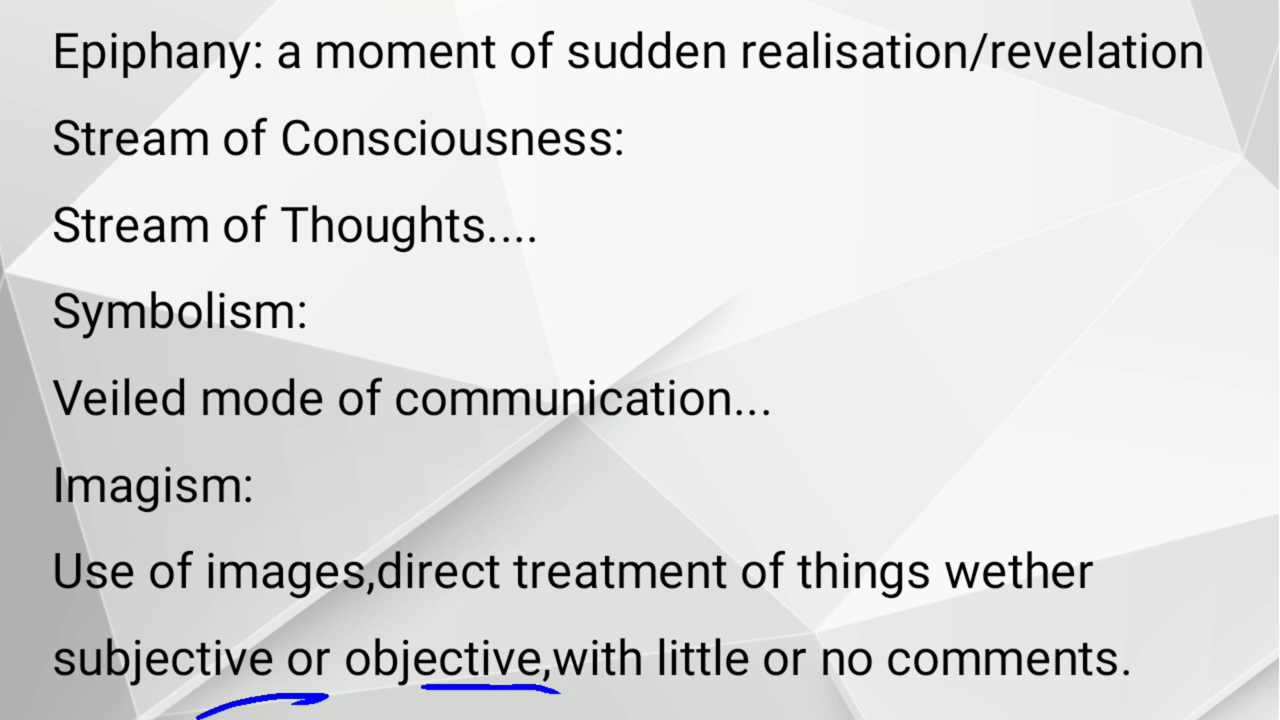 Epiphany: a moment of sudden realisation/revelation
Stream of Consciousness:
Stream of Thoughts....
Symbolism:
Veiled mode of communication...
Imagism:
Use of images,direct treatment of things wether
subjective or objective,with little or no comments.